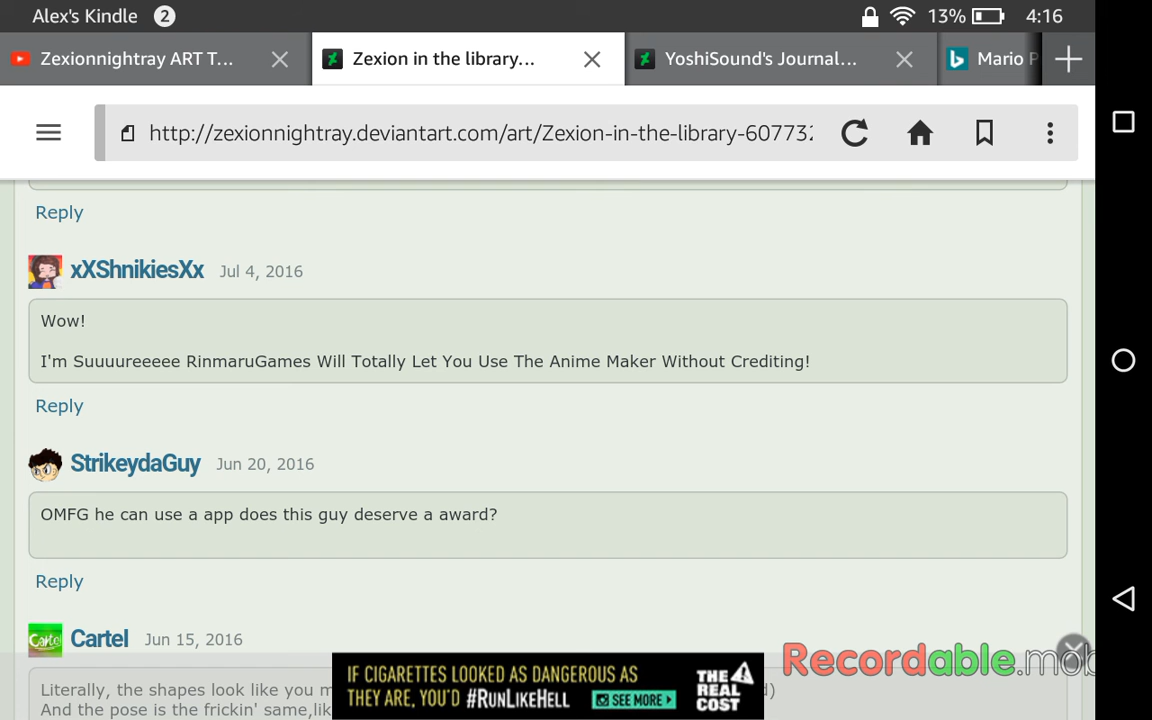 Alex's Kindle 2 13% 4:16
Zexionnightray ART T... Zexion in the library... YoshiSound's Journal... Mario P
http://zexionnightray.deviantart.com/art/Zexion-in-the-library-60773
Reply
xXShnikiesXx Jul 4, 2016
Wow!
I'm Suuuureeeee RinmaruGames Will Totally Let You Use The Anime Maker Without Crediting!
Reply
StrikeydaGuy Jun 20, 2016
OMFG he can use a app does this guy deserve a award?
Reply
Cartel Jun 15, 2016
Literally, the shapes look like you m
And the pose is the frickin' same,lik
IF CIGARETTES LOOKED AS DANGEROUS AS
THEY ARE, YOU'D #RUNLIKEHELL SEE MORE
THE
REAL
COST
Recordable.mob